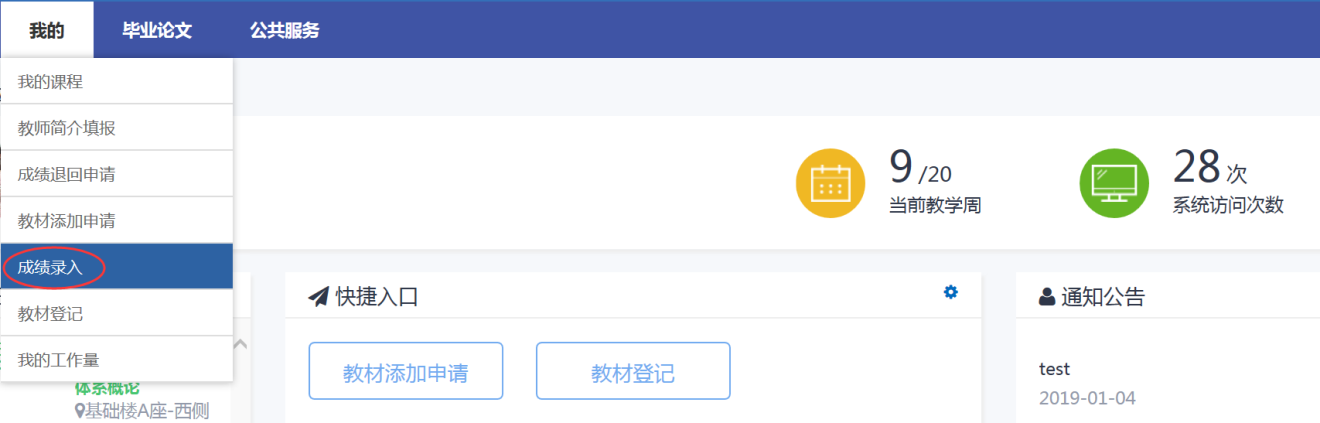 我的 毕业论文 公共服务
我的课程
教师简介填报
成绩退回申请
教材添加申请
成绩录入
教材登记
我的工作量
体系概论
基础楼A座-西侧
9 /20
当前教学周
28 次
系统访问次数
快捷入口
教材添加申请 教材登记
通知公告
test
2019-01-04